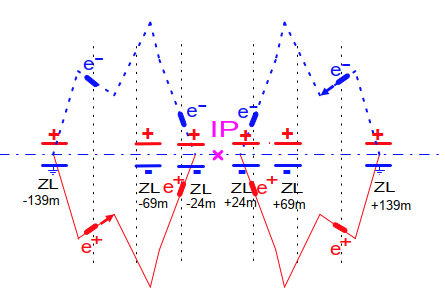 e⁻ e⁻
e⁻ e⁻
IP
+ + + + + +
ZL ZL ZL ZL ZL ZL
-139m -69m -24m +24m +69m +139m
- - - -
e⁺ e⁺
e⁺ e⁺